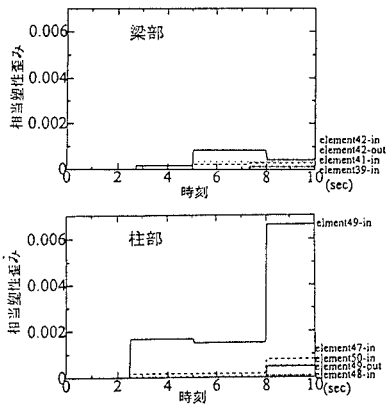 0.006
梁部
0.004
相当塑性歪み
0.002
0
0 2 4 6 8 10
時刻
(sec)
element42-in
element42-out
element41-in
element39-in
0.006
柱部
0.004
相当塑性歪み
0.002
0
0 2 4 6 8 10
時刻
(sec)
elment49-in
element47-in
element50-in
element49-out
element48-in